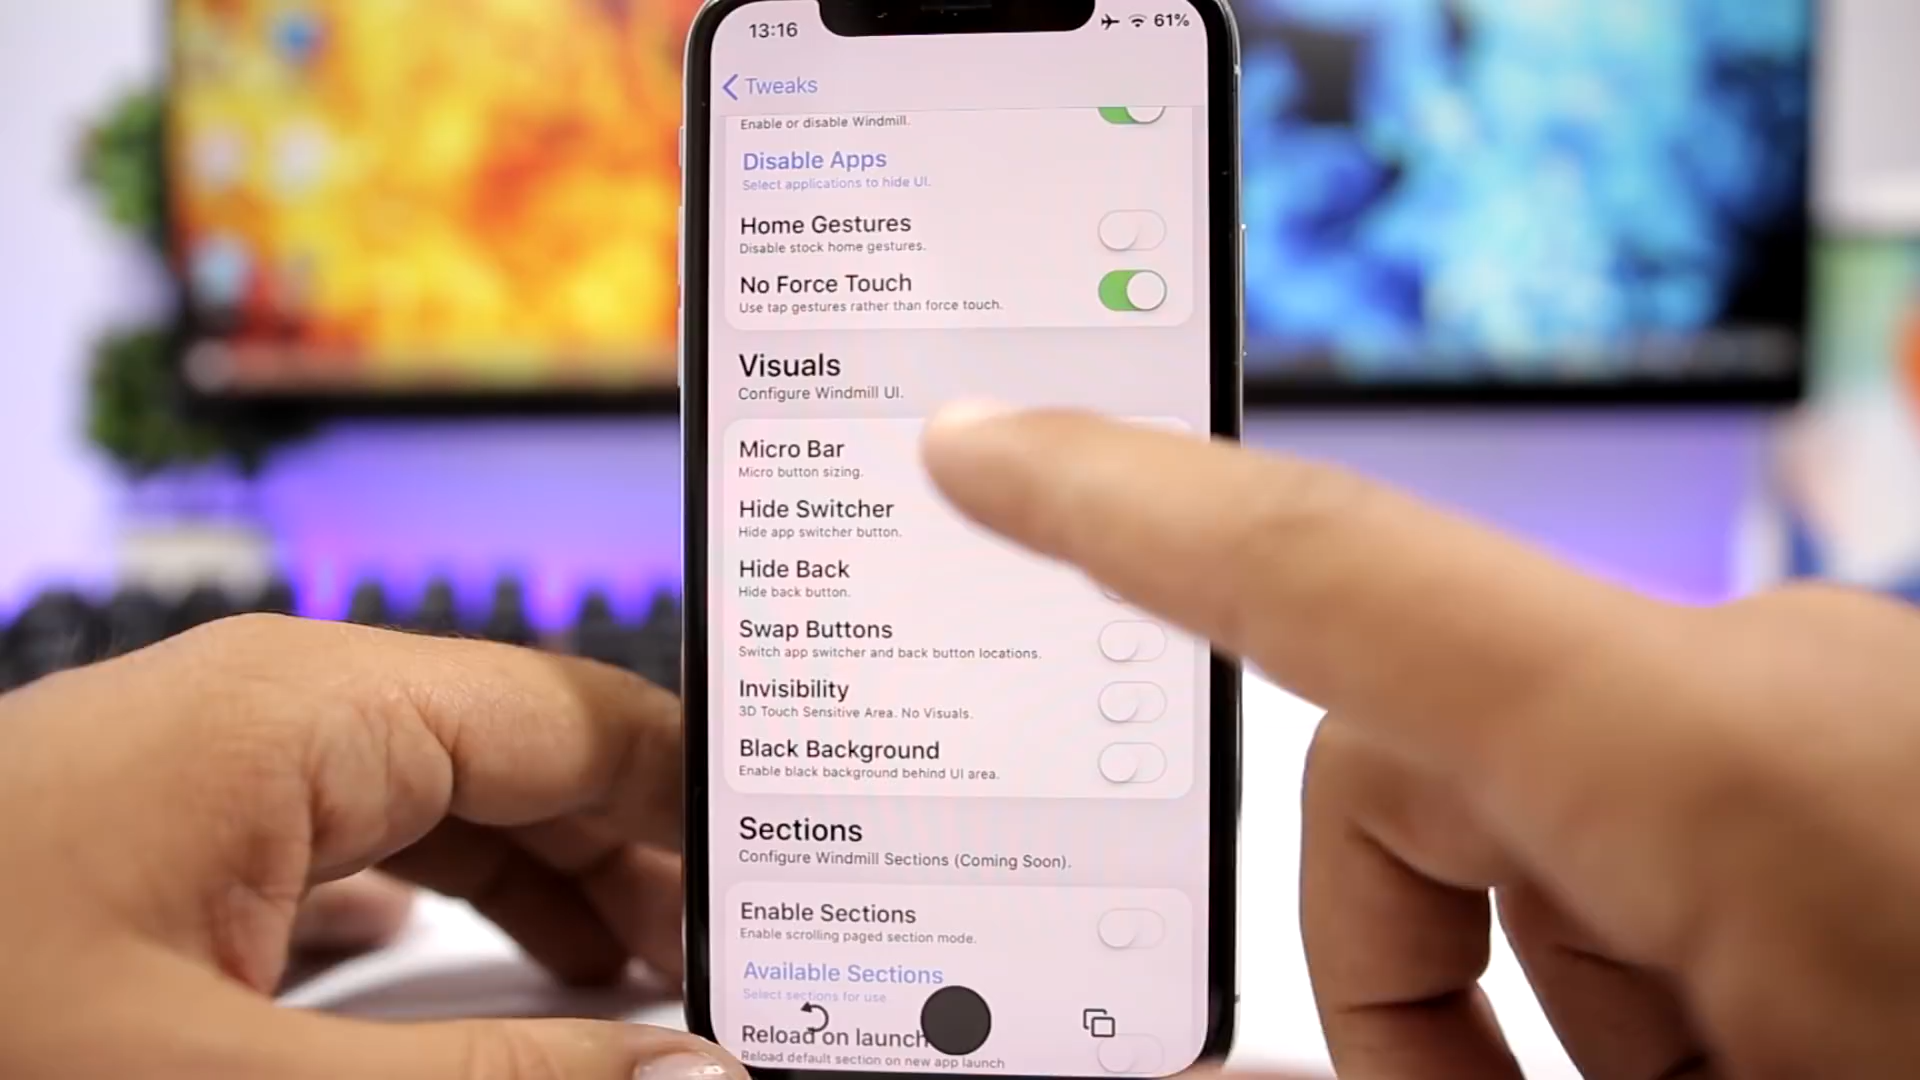 13:16
61%
Tweaks
Enable or disable Windmill.
Disable Apps
Select applications to hide UI.
Home Gestures
Disable stock home gestures.
No Force Touch
Use tap gestures rather than force touch.
Visuals
Configure Windmill UI.
Micro Bar
Micro button sizing.
Hide Switcher
Hide app switcher button.
Hide Back
Hide back button.
Swap Buttons
Switch app switcher and back button locations.
Invisibility
3D Touch Sensitive Area. No Visuals.
Black Background
Enable black background behind UI area.
Sections
Configure Windmill Sections (Coming Soon).
Enable Sections
Enable scrolling paged section mode.
Available Sections
Select sections for use
Reload on launch
Reload default section on new app launch